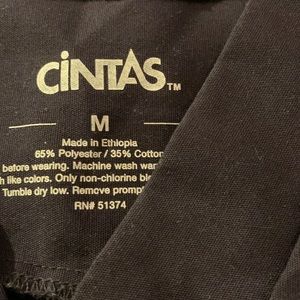 CiNTAS™
M
Made in Ethiopia
65% Polyester / 35% Cotton
before wearing. Machine wash
like colors. Only non-chlorine
Tumble dry low. Remove
RN# 51374